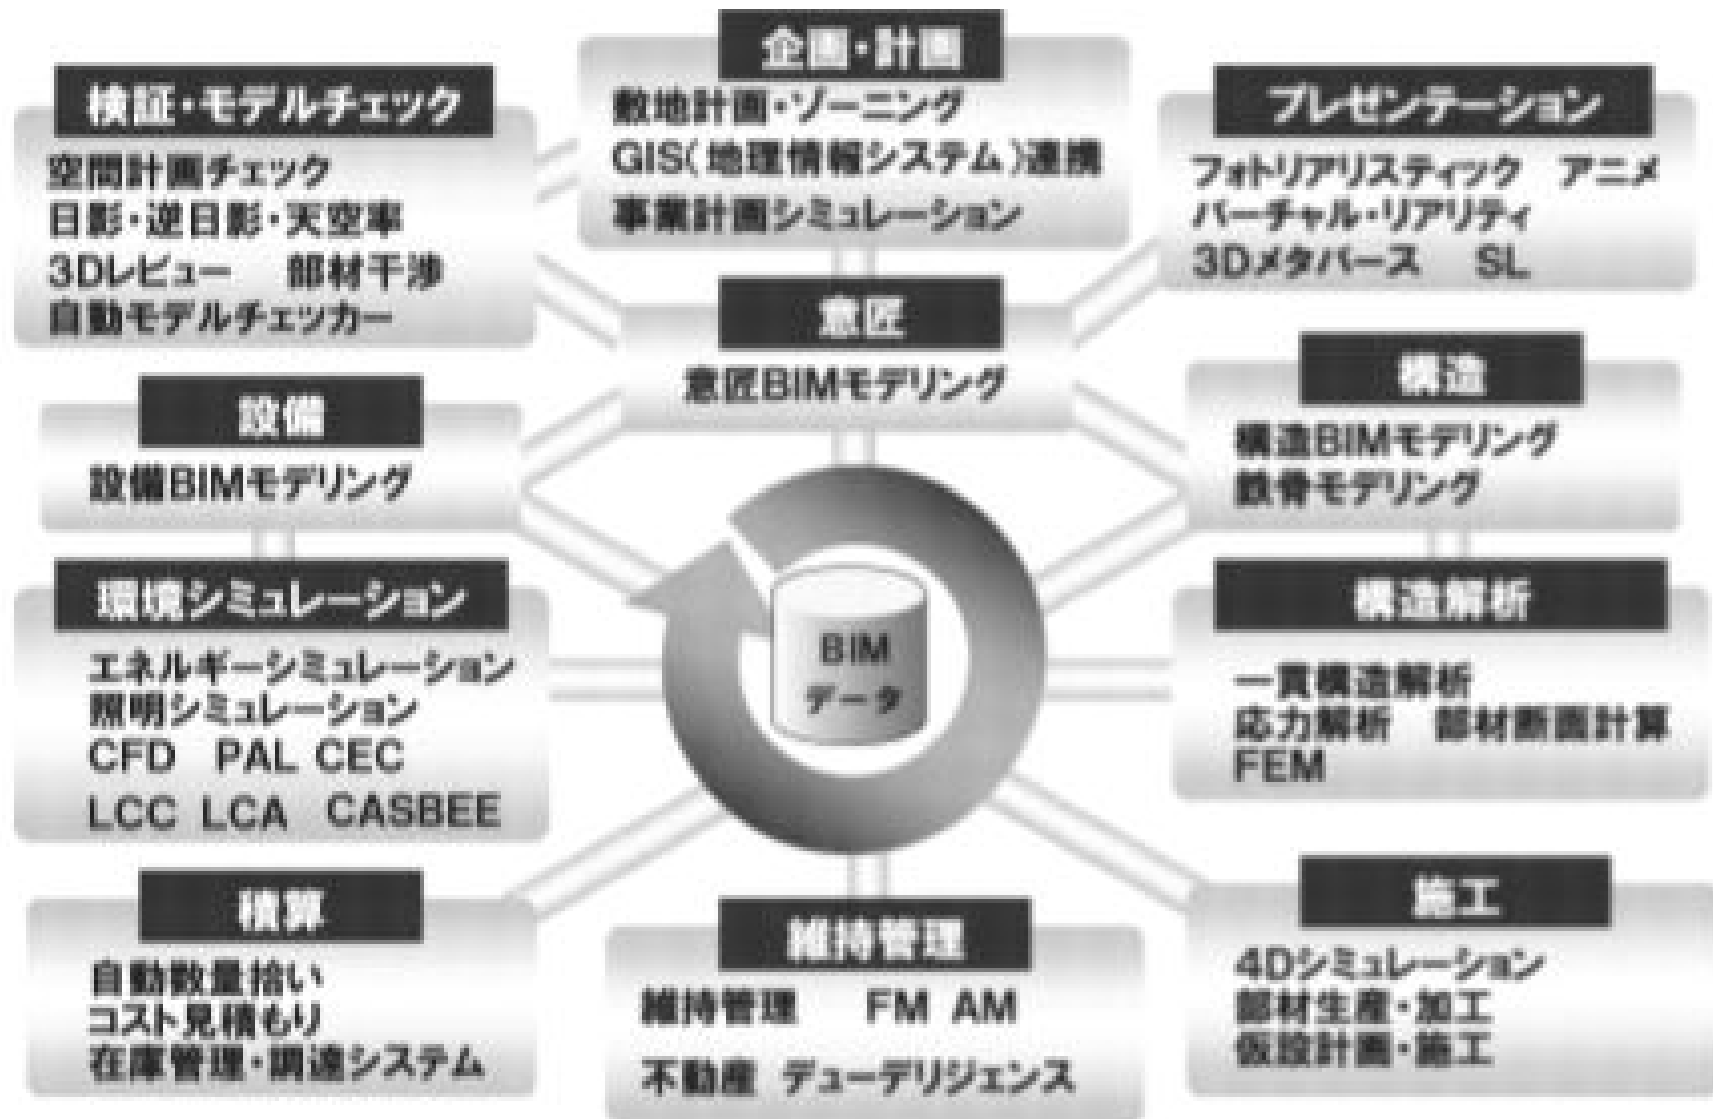 企画・計画
敷地計画・ゾーニング
GIS(地理情報システム)連携
事業計画シミュレーション
検証・モデルチェック
空間計画チェック
日影・逆日影・天空率
3Dレビュー　部材干渉
自動モデルチェッカー
プレゼンテーション
フォトリアリスティック　アニメ
バーチャル・リアリティ
3Dメタバース　SL
意匠
意匠BIMモデリング
設備
設備BIMモデリング
構造
構造BIMモデリング
鉄骨モデリング
環境シミュレーション
エネルギーシミュレーション
照明シミュレーション
CFD　PAL CEC
LCC LCA　CASBEE
BIM
データ
構造解析
一貫構造解析
応力解析　部材断面計算
FEM
積算
自動数量拾い
コスト見積もり
在庫管理・調達システム
維持管理
維持管理　FM AM
不動産 デューデリジェンス
施工
4Dシミュレーション
部材生産・加工
仮設計画・施工